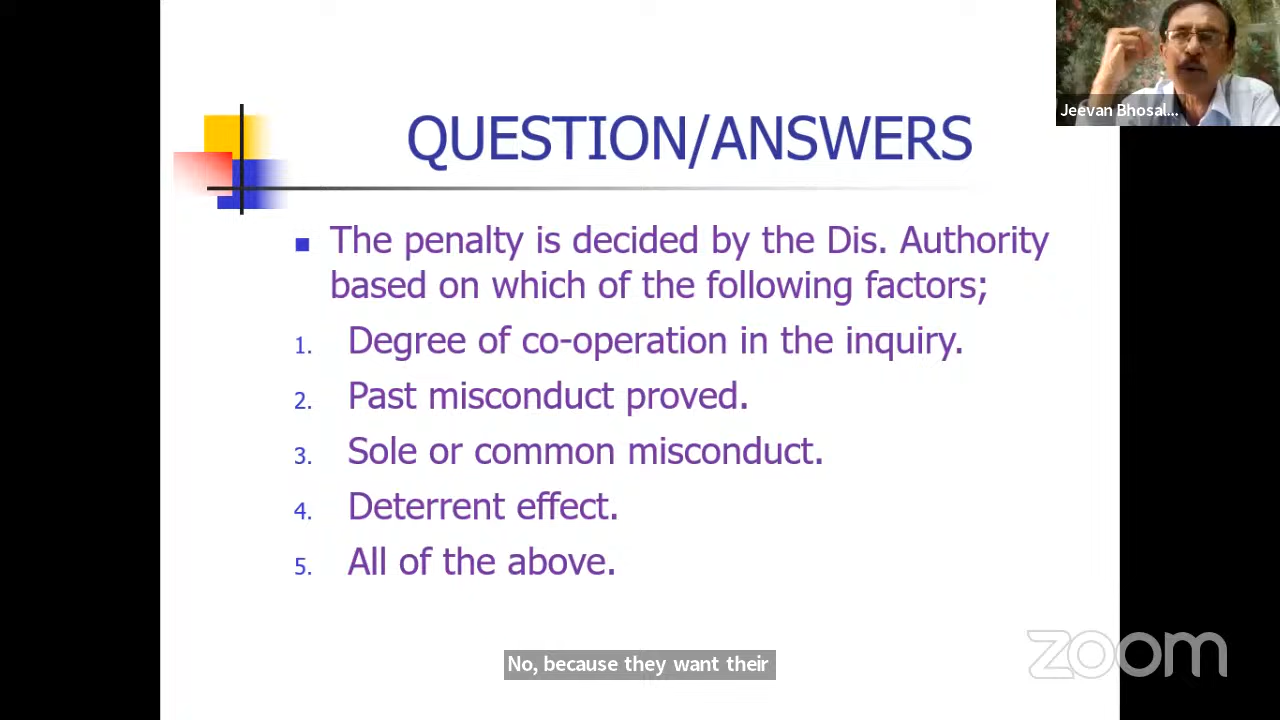 Jeevan Bhosal...
QUESTION/ANSWERS
■ The penalty is decided by the Dis. Authority
based on which of the following factors;
1. Degree of co-operation in the inquiry.
2. Past misconduct proved.
3. Sole or common misconduct.
4. Deterrent effect.
5. All of the above.
No, because they want their
zoom